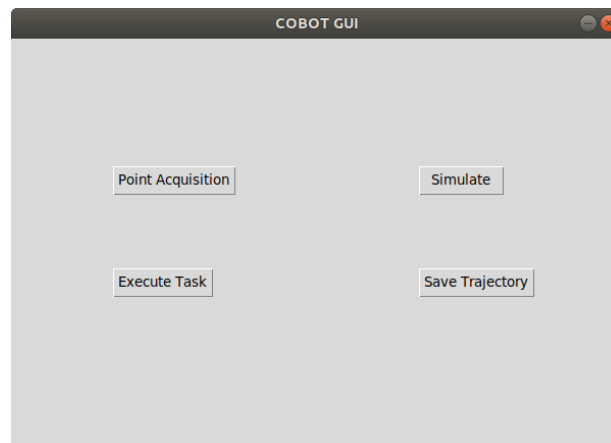 COBOT GUI
Point Acquisition
Simulate
Execute Task
Save Trajectory